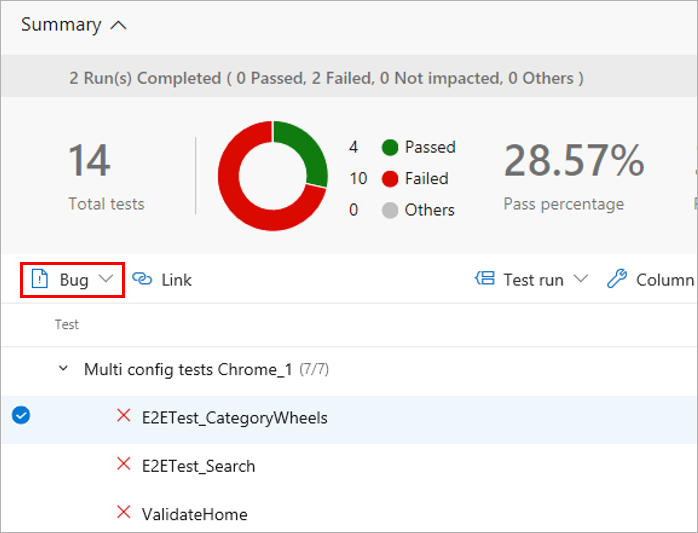 Summary
2 Run(s) Completed ( 0 Passed, 2 Failed, 0 Not impacted, 0 Others )
14
Total tests
4 Passed
10 Failed
0 Others
28.57%
Pass percentage
Bug
Link
Test run
Column
Test
Multi config tests Chrome_1 (7/7)
E2ETest_CategoryWheels
E2ETest_Search
ValidateHome